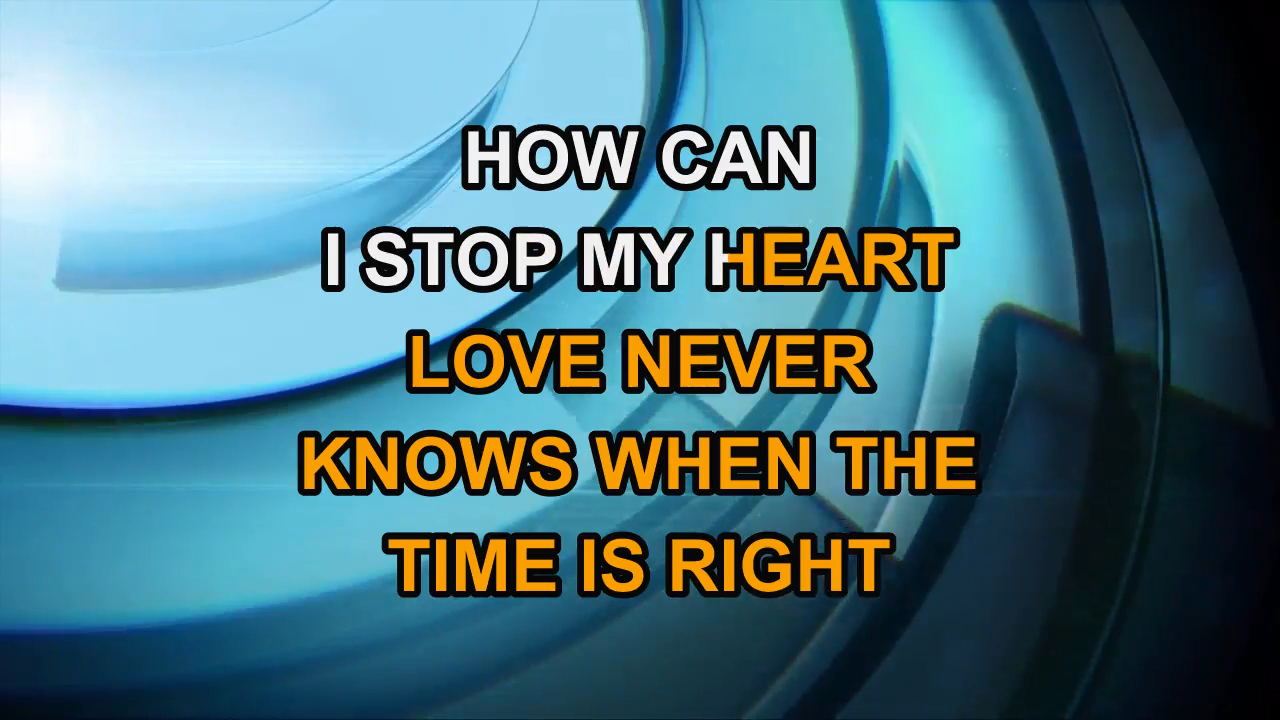 HOW CAN
I STOP MY HEART
LOVE NEVER
KNOWS WHEN THE
TIME IS RIGHT